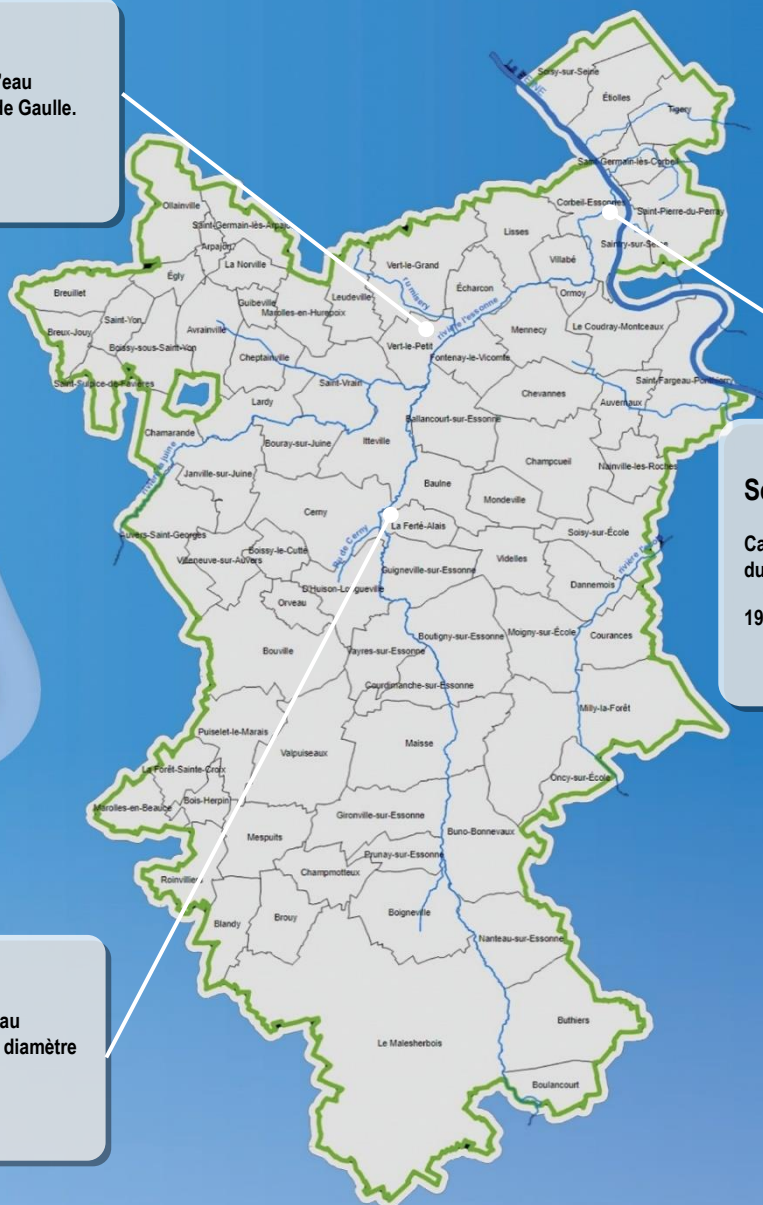 'eau
de Gaulle.
La SEINE
Soisy-sur-Seine
Étiolles
Tigery
Saint-Germain-lès-Corbeil
Corbeil-Essonnes
Saint-Pierre-du-Perray
Saintry-sur-Seine
Ollainville
Saint-Germain-lès-Arpajon
Arpajon
La Norville
Égly
Lisses
Villabé
Vert-le-Grand
Écharcon
Ormoy
Breuillet
Saint-Yon
Guibeville
Leudeville
Marolles-en-Hurepoix
ru misery
rivière l'essonne
Breux-Jouy
Boissy-sous-Saint-Yon
Avrainville
Cheptainville
Vert-le-Petit
Fontenay-le-Vicomte
Mennecy
Le Coudray-Montceaux
Saint-Sulpice-de-Favières
Saint-Vrain
Lardy
Chevannes
Auvernaux
Saint-Fargeau-Ponthierry
Chamarande
Bouray-sur-Juine
Itteville
Ballancourt-sur-Essonne
Champcueil
Nainville-les-Roches
rivière la juine
Janville-sur-Juine
Baulne
Mondeville
Cerny
La Ferté-Alais
Soisy-sur-École
Auvers-Saint-Georges
Ru de Cerny
Boissy-le-Cutté
Villeneuve-sur-Auvers
Guigneville-sur-Essonne
Videlles
Dannemois
D'Huison-Longueville
Orveau
Bouville
Vayres-sur-Essonne
Boutigny-sur-Essonne
Moigny-sur-École
Courances
Courdimanche-sur-Essonne
Milly-la-Forêt
Puiselet-le-Marais
Valpuiseaux
Maisse
Oncy-sur-École
La Forêt-Sainte-Croix
Marolles-en-Beauce
Bois-Herpin
Gironville-sur-Essonne
Buno-Bonnevaux
Mespuits
Prunay-sur-Essonne
Champmotteux
Roinvilliers
Blandy
Brouy
Boigneville
Nanteau-sur-Essonne
Le Malesherbois
Buthiers
Boulancourt
Ca
du
19
au
diamètre